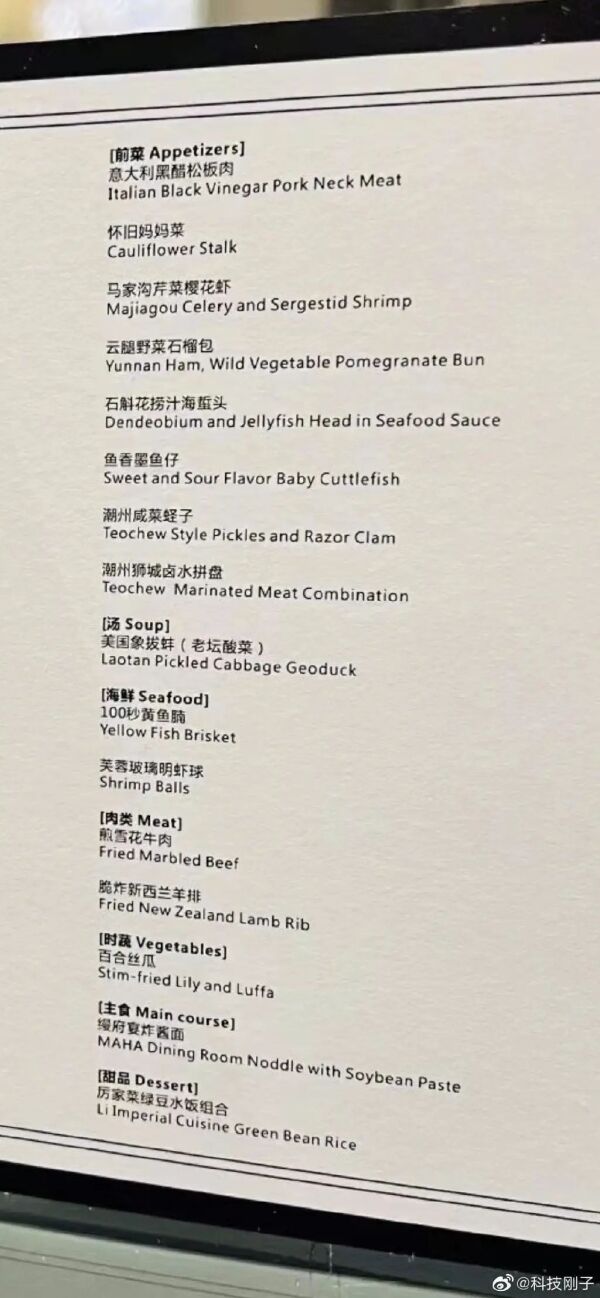 [前菜 Appetizers]
意大利黑醋松板肉
Italian Black Vinegar Pork Neck Meat
怀旧妈妈菜
Cauliflower Stalk
马家沟芹菜樱花虾
Majiagou Celery and Sergestid Shrimp
云腿野菜石榴包
Yunnan Ham, Wild Vegetable Pomegranate Bun
石斛花捞汁海蜇头
Dendeobium and Jellyfish Head in Seafood Sauce
鱼香墨鱼仔
Sweet and Sour Flavor Baby Cuttlefish
潮州咸菜蛏子
Teochew Style Pickles and Razor Clam
潮州狮城卤水拼盘
Teochew Marinated Meat Combination
[汤 Soup]
美国象拔蚌（老坛酸菜）
Laotan Pickled Cabbage Geoduck
[海鲜 Seafood]
100秒黄鱼腩
Yellow Fish Brisket
芙蓉玻璃明虾球
Shrimp Balls
[肉类 Meat]
煎雪花牛肉
Fried Marbled Beef
脆炸新西兰羊排
Fried New Zealand Lamb Rib
[时蔬 Vegetables]
百合丝瓜
Stim-fried Lily and Luffa
[主食 Main course]
缦府宴炸酱面
MAHA Dining Room Noddle with Soybean Paste
[甜品 Dessert]
厉家菜绿豆水饭组合
Li Imperial Cuisine Green Bean Rice
@科技刚子